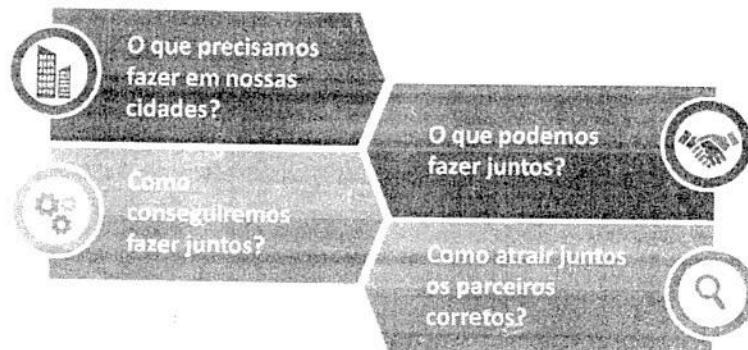 O que precisamos
fazer em nossas
cidades?
O que podemos
fazer juntos?
Como
conseguiremos
fazer juntos?
Como atrair juntos
os parceiros
corretos?